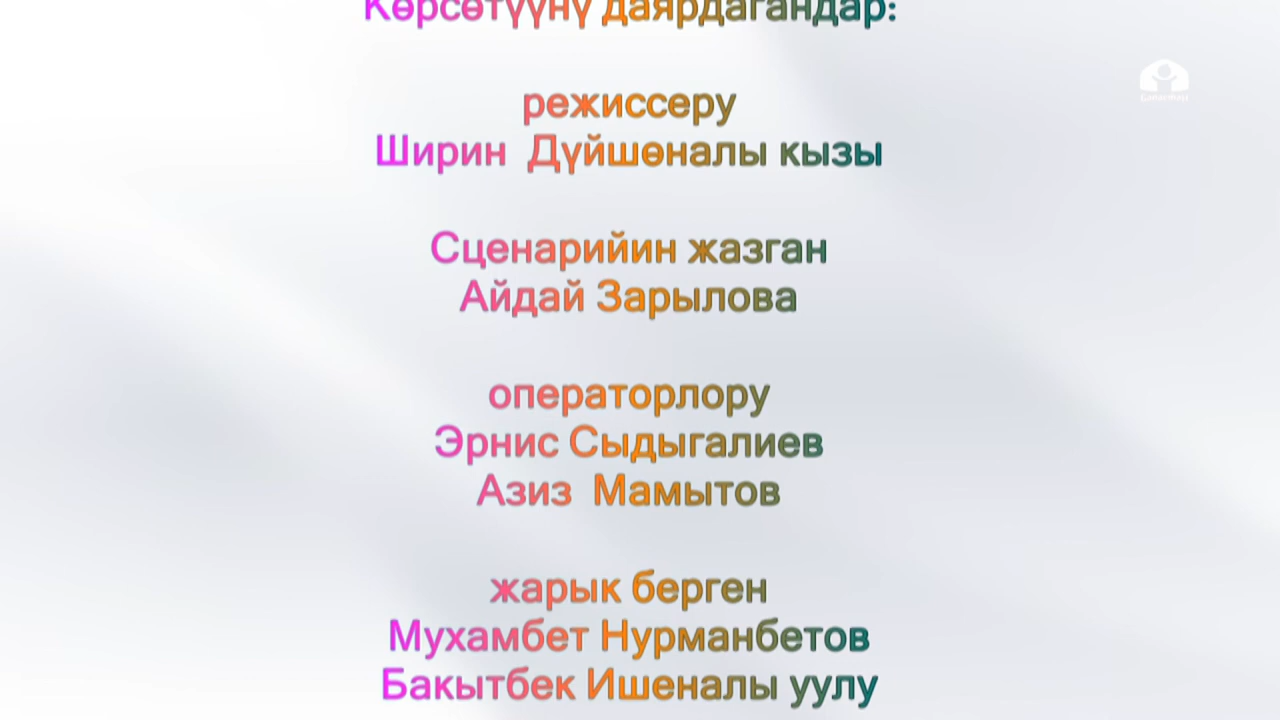 Көрсөтүүнү даярдагандар:
режиссеру
Ширин Дүйшөналы кызы
Сценарийин жазган
Айдай Зарылова
операторлору
Эрнис Сыдыгалиев
Азиз Мамытов
жарык берген
Мухамбет Нурманбетов
Бакытбек Ишеналы уулу